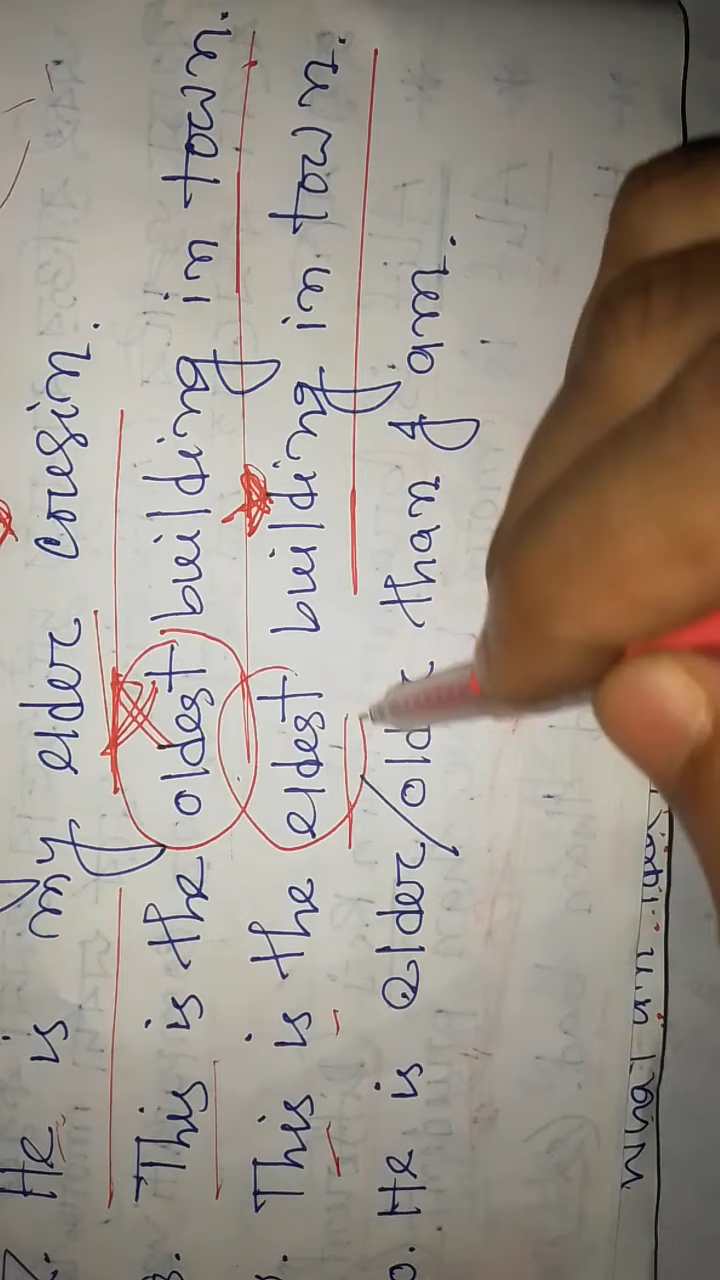 7. He is my elder cousin.
8. This is the oldest building in town.
. This is the eldest building in town.
0. He is elder/older than I am.